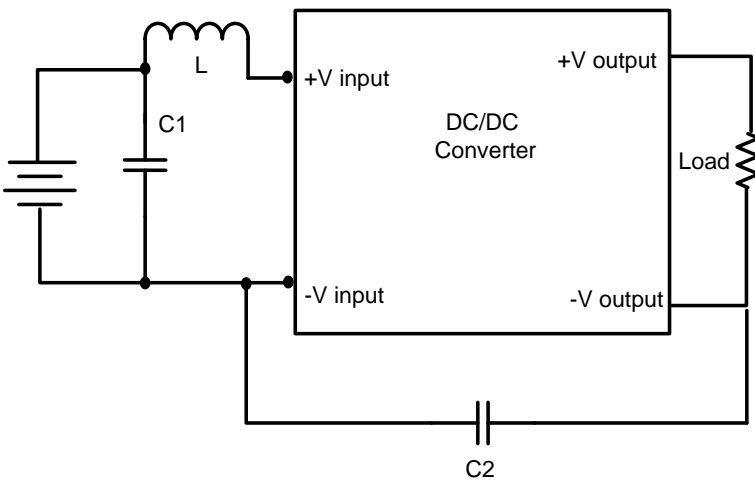 L
+V input
+V output
C1
DC/DC
Converter
Load
-V input
-V output
C2